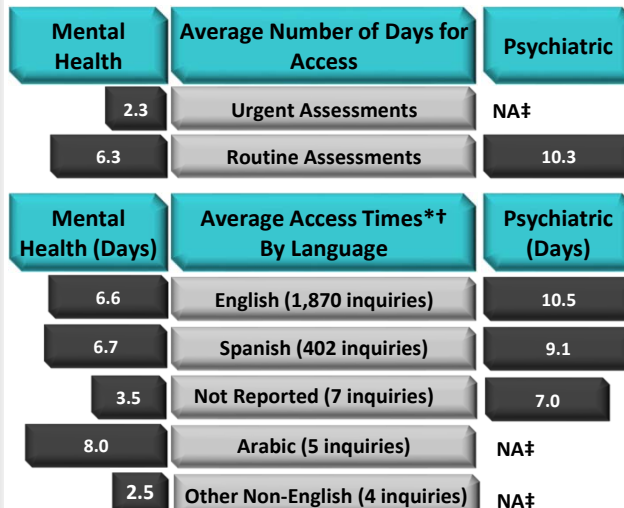 Mental Health
Average Number of Days for Access
Psychiatric
2.3
Urgent Assessments
NA‡
6.3
Routine Assessments
10.3
Mental Health (Days)
Average Access Times*† By Language
Psychiatric (Days)
6.6
English (1,870 inquiries)
10.5
6.7
Spanish (402 inquiries)
9.1
3.5
Not Reported (7 inquiries)
7.0
8.0
Arabic (5 inquiries)
NA‡
2.5
Other Non-English (4 inquiries)
NA‡